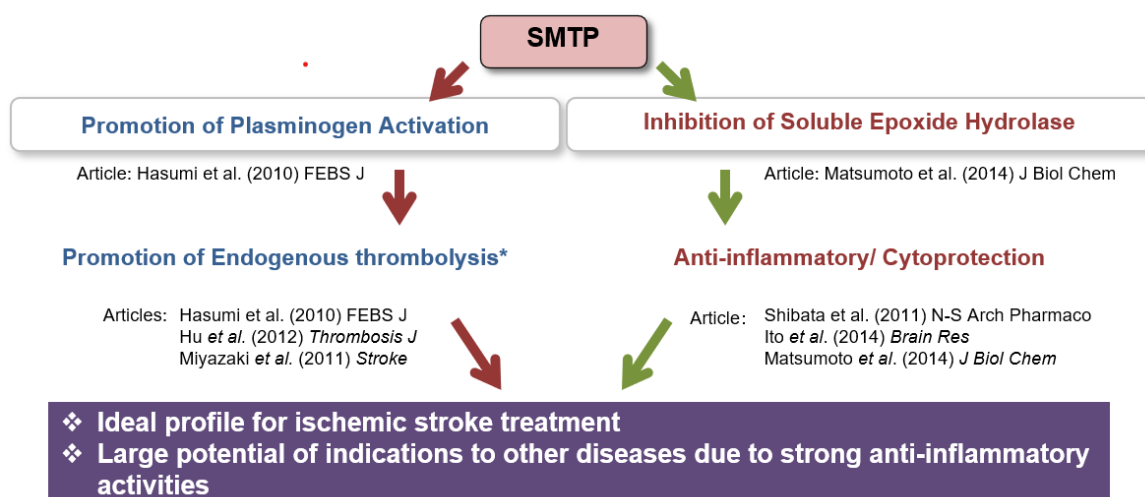 SMTP
Promotion of Plasminogen Activation
Inhibition of Soluble Epoxide Hydrolase
Article: Hasumi et al. (2010) FEBS J
Article: Matsumoto et al. (2014) J Biol Chem
Promotion of Endogenous thrombolysis*
Anti-inflammatory/ Cytoprotection
Articles: Hasumi et al. (2010) FEBS J
Hu et al. (2012) Thrombosis J
Miyazaki et al. (2011) Stroke
Article: Shibata et al. (2011) N-S Arch Pharmaco
Ito et al. (2014) Brain Res
Matsumoto et al. (2014) J Biol Chem
❖ Ideal profile for ischemic stroke treatment
❖ Large potential of indications to other diseases due to strong anti-inflammatory
activities